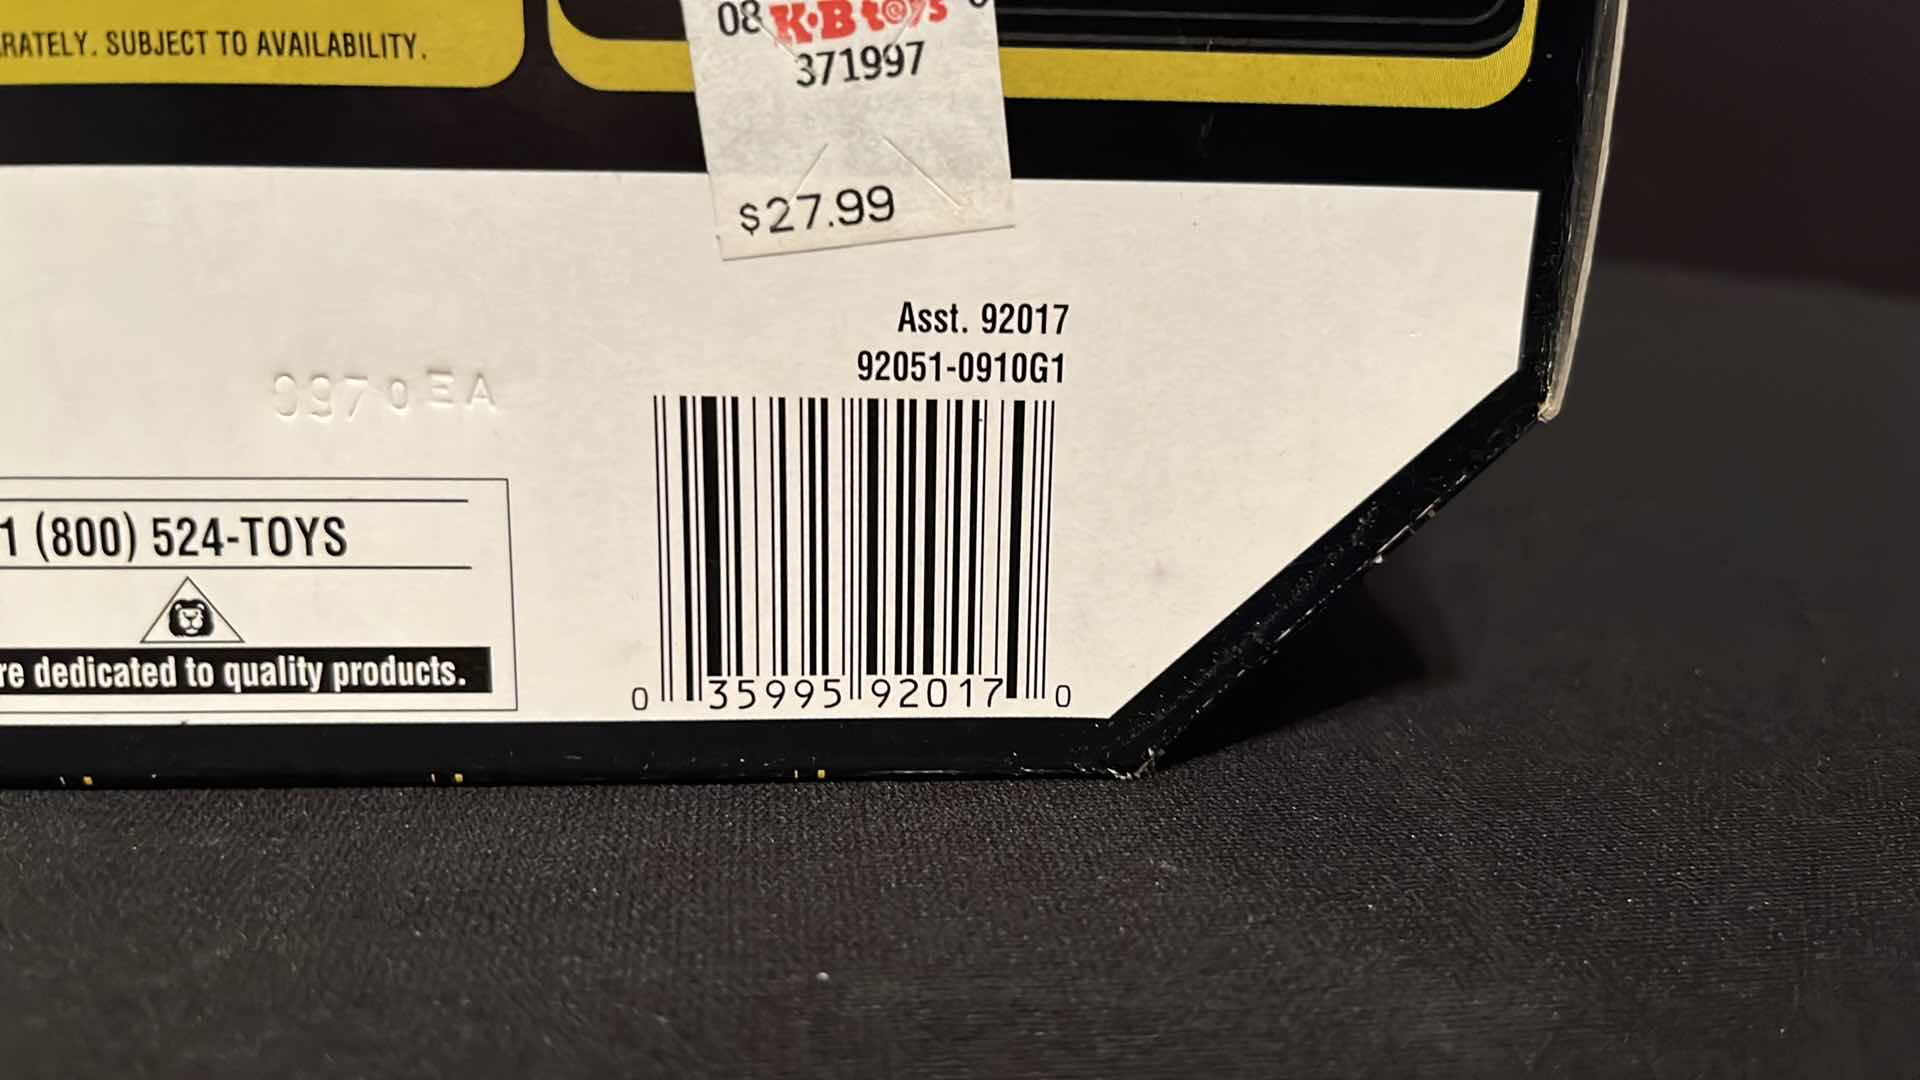 RATELY. SUBJECT TO AVAILABILITY.
08 K·B toys
371997
$27.99
Asst. 92017
92051-0910G1
1 (800) 524-TOYS
re dedicated to quality products.
0 35995 92017 0